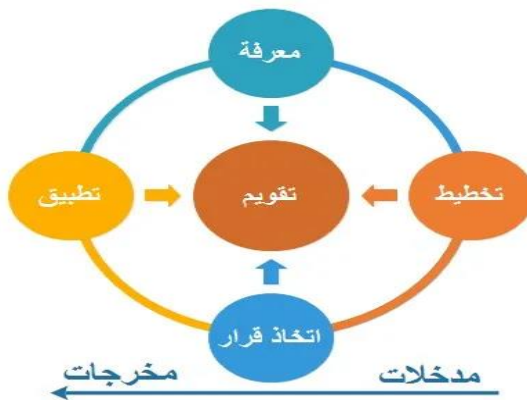 معرفة
تخطيط
تقويم
تطبيق
اتخاذ قرار
مدخلات
مخرجات